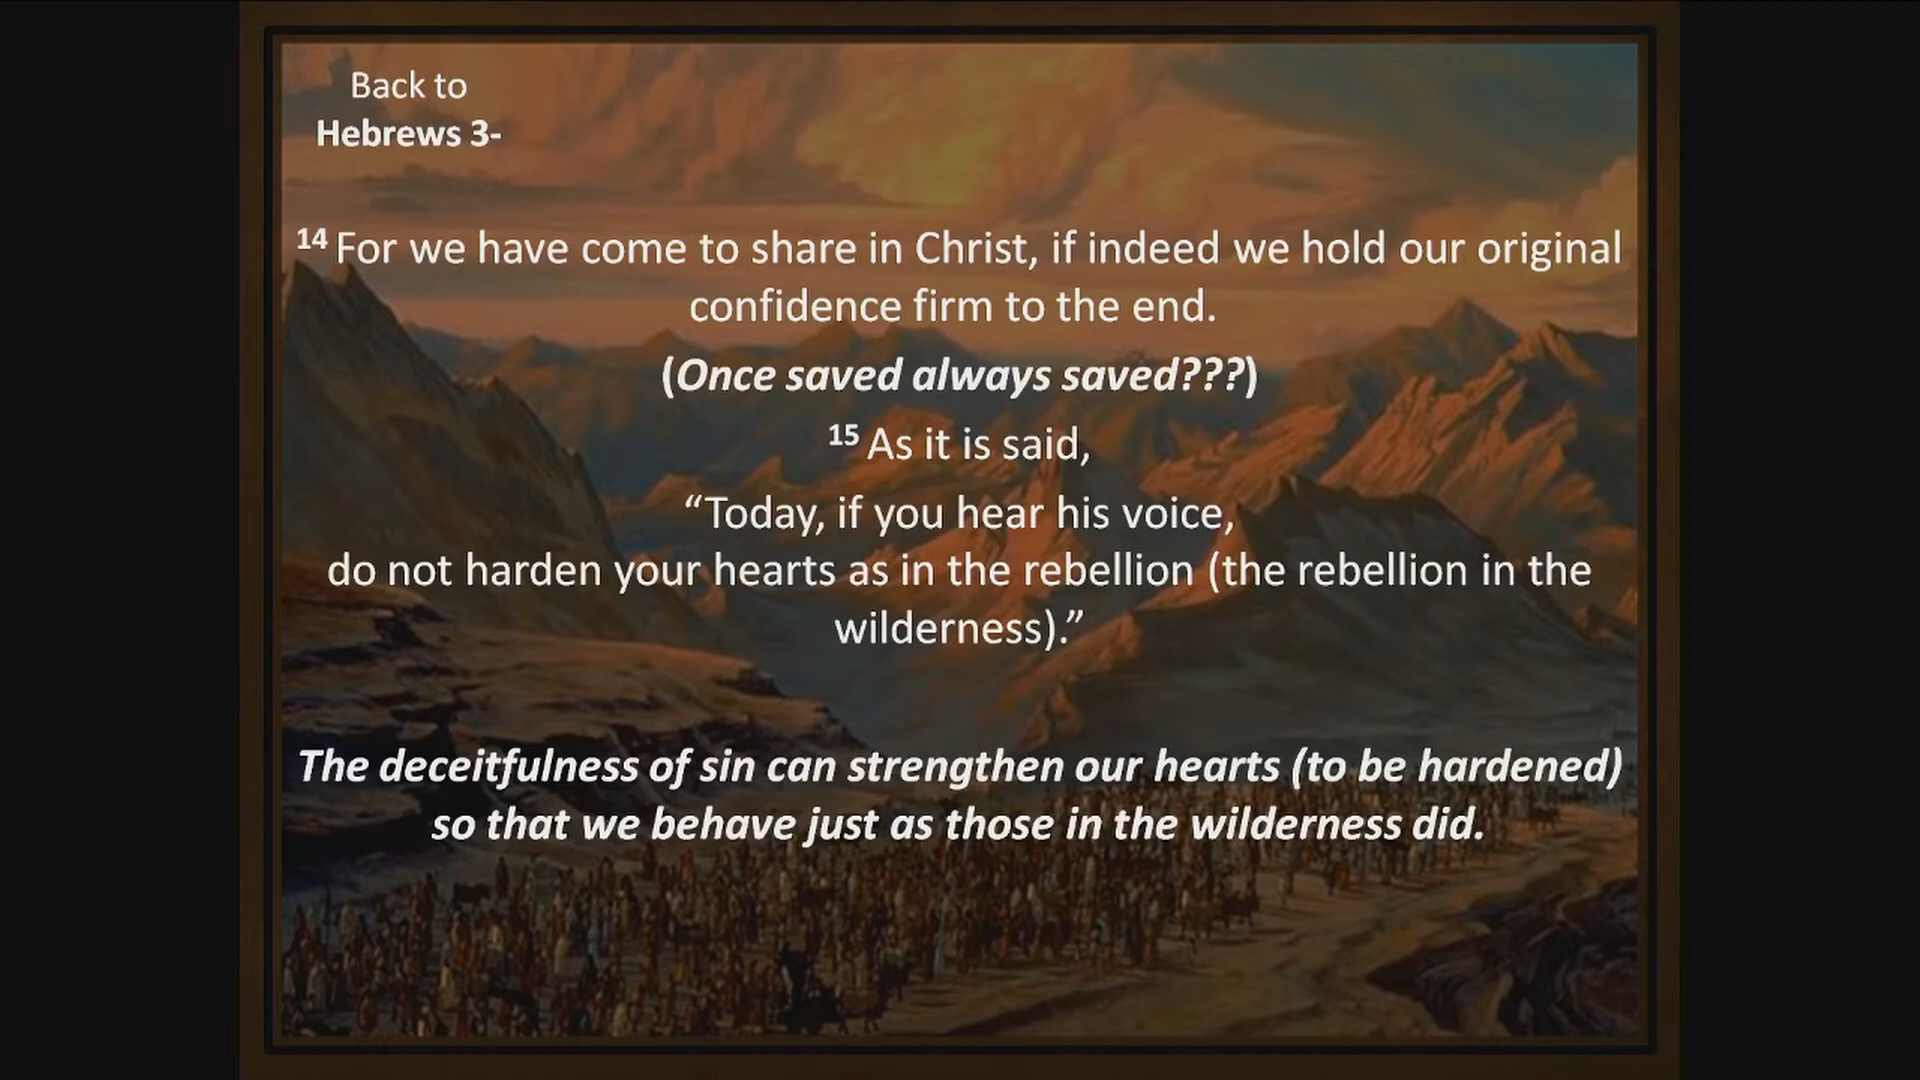 Back to
Hebrews 3-
14 For we have come to share in Christ, if indeed we hold our original
confidence firm to the end.
(Once saved always saved???)
15 As it is said,
“Today, if you hear his voice,
do not harden your hearts as in the rebellion (the rebellion in the
wilderness).”
The deceitfulness of sin can strengthen our hearts (to be hardened)
so that we behave just as those in the wilderness did.